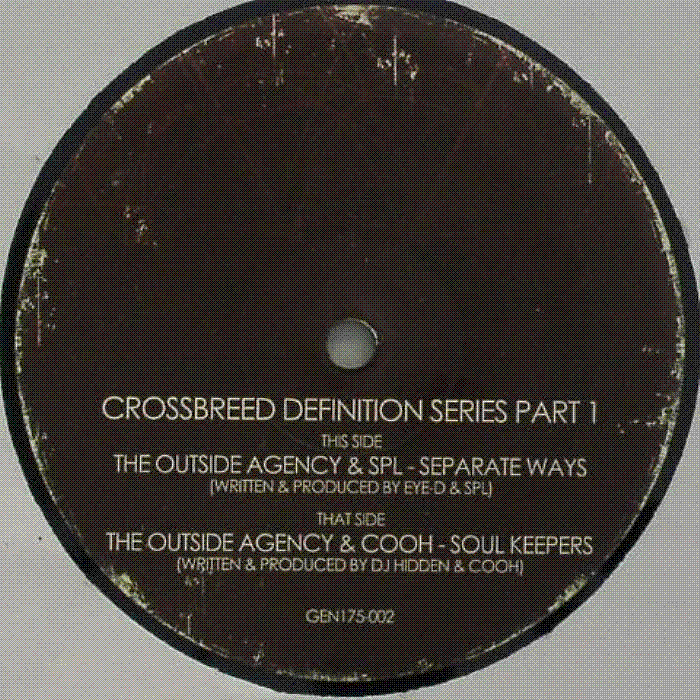 CROSSBREED DEFINITION SERIES PART 1
THIS SIDE
THE OUTSIDE AGENCY & SPL - SEPARATE WAYS
(WRITTEN & PRODUCED BY EYE-D & SPL)
THAT SIDE
THE OUTSIDE AGENCY & COOH - SOUL KEEPERS
(WRITTEN & PRODUCED BY DJ HIDDEN & COOH)
GEN175-002